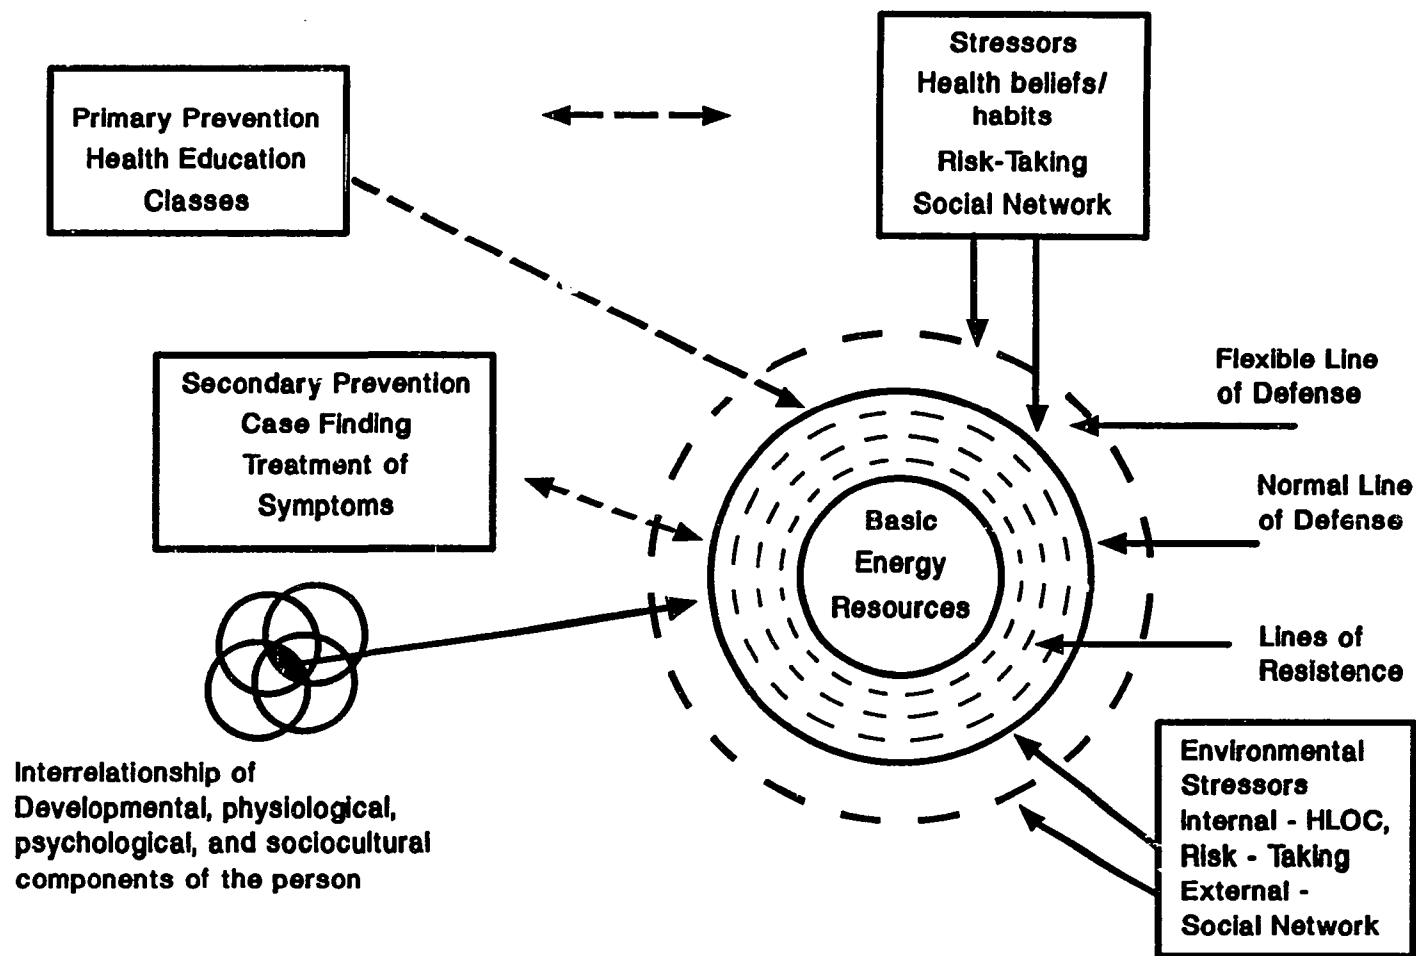 Primary Prevention
Health Education
Classes
Stressors
Health beliefs/
habits
Risk-Taking
Social Network
Secondary Prevention
Case Finding
Treatment of
Symptoms
Flexible Line
of Defense
Normal Line
of Defense
Basic
Energy
Resources
Lines of
Resistence
Interrelationship of
Developmental, physiological,
psychological, and sociocultural
components of the person
Environmental
Stressors
Internal - HLOC,
Risk - Taking
External -
Social Network